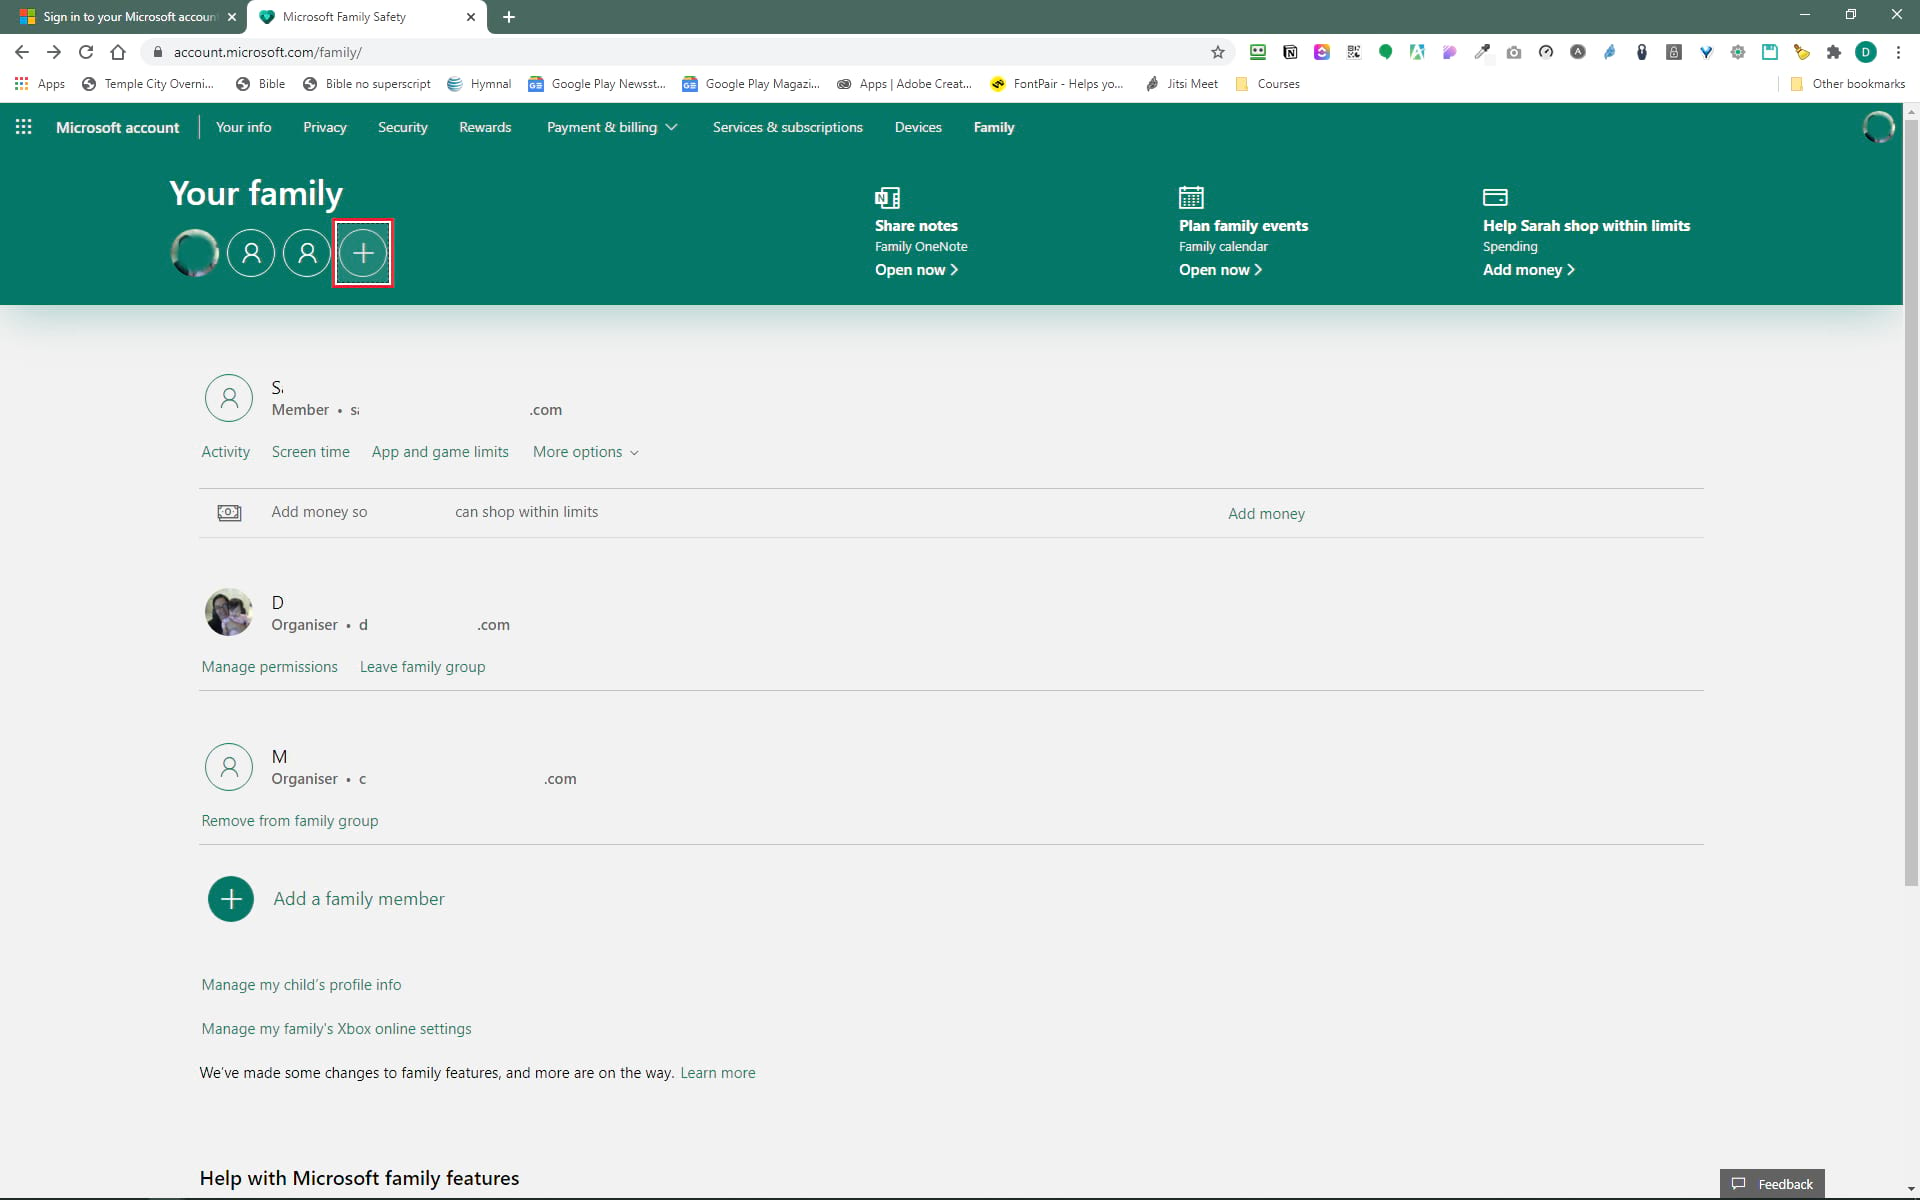 Sign in to your Microsoft account
Microsoft Family Safety
account.microsoft.com/family/
Apps
Temple City Overni...
Bible
Bible no superscript
Hymnal
Google Play Newsst...
Google Play Magazi...
Apps | Adobe Creat...
FontPair - Helps yo...
Jitsi Meet
Courses
Other bookmarks
Microsoft account
Your info
Privacy
Security
Rewards
Payment & billing
Services & subscriptions
Devices
Family
Your family
Share notes
Family OneNote
Open now
Plan family events
Family calendar
Open now
Help Sarah shop within limits
Spending
Add money
Sa
Member • sa .com
Activity
Screen time
App and game limits
More options
Add money so can shop within limits
Add money
D
Organiser • d .com
Manage permissions
Leave family group
M
Organiser • c .com
Remove from family group
Add a family member
Manage my child's profile info
Manage my family's Xbox online settings
We've made some changes to family features, and more are on the way. Learn more
Help with Microsoft family features
Feedback